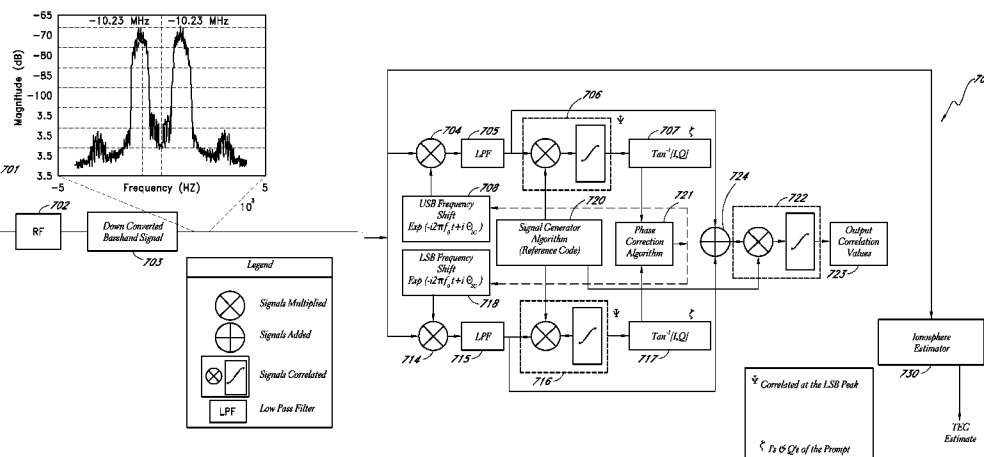 -10.23 MHz
-10.23 MHz
-65
-70
-80
-85
-100
3.5
3.5
3.5
3.5
Magnitude (dB)
-5
Frequency (HZ)
5
10³
701
702
RF
Down Converted
Baseband Signal
703
Legend
Signals Multiplied
Signals Added
Signals Correlated
LPF
Low Pass Filter
704
705
LPF
706
Ψ
ζ
707
Tan⁻¹{I,Q}
708
USB Frequency
Shift
720
Signal Generator
Algorithm
(Reference Code)
721
Phase
Correction
Algorithm
LSB Frequency
Shift
718
714
715
LPF
716
Ψ
ζ
717
Tan⁻¹{I,Q}
724
722
Output
Correlation
Values
723
70
Ionosphere
Estimator
730
TEC
Estimate
Ψ Correlated at the LSB Peak
ζ I's & Q's of the Prompt